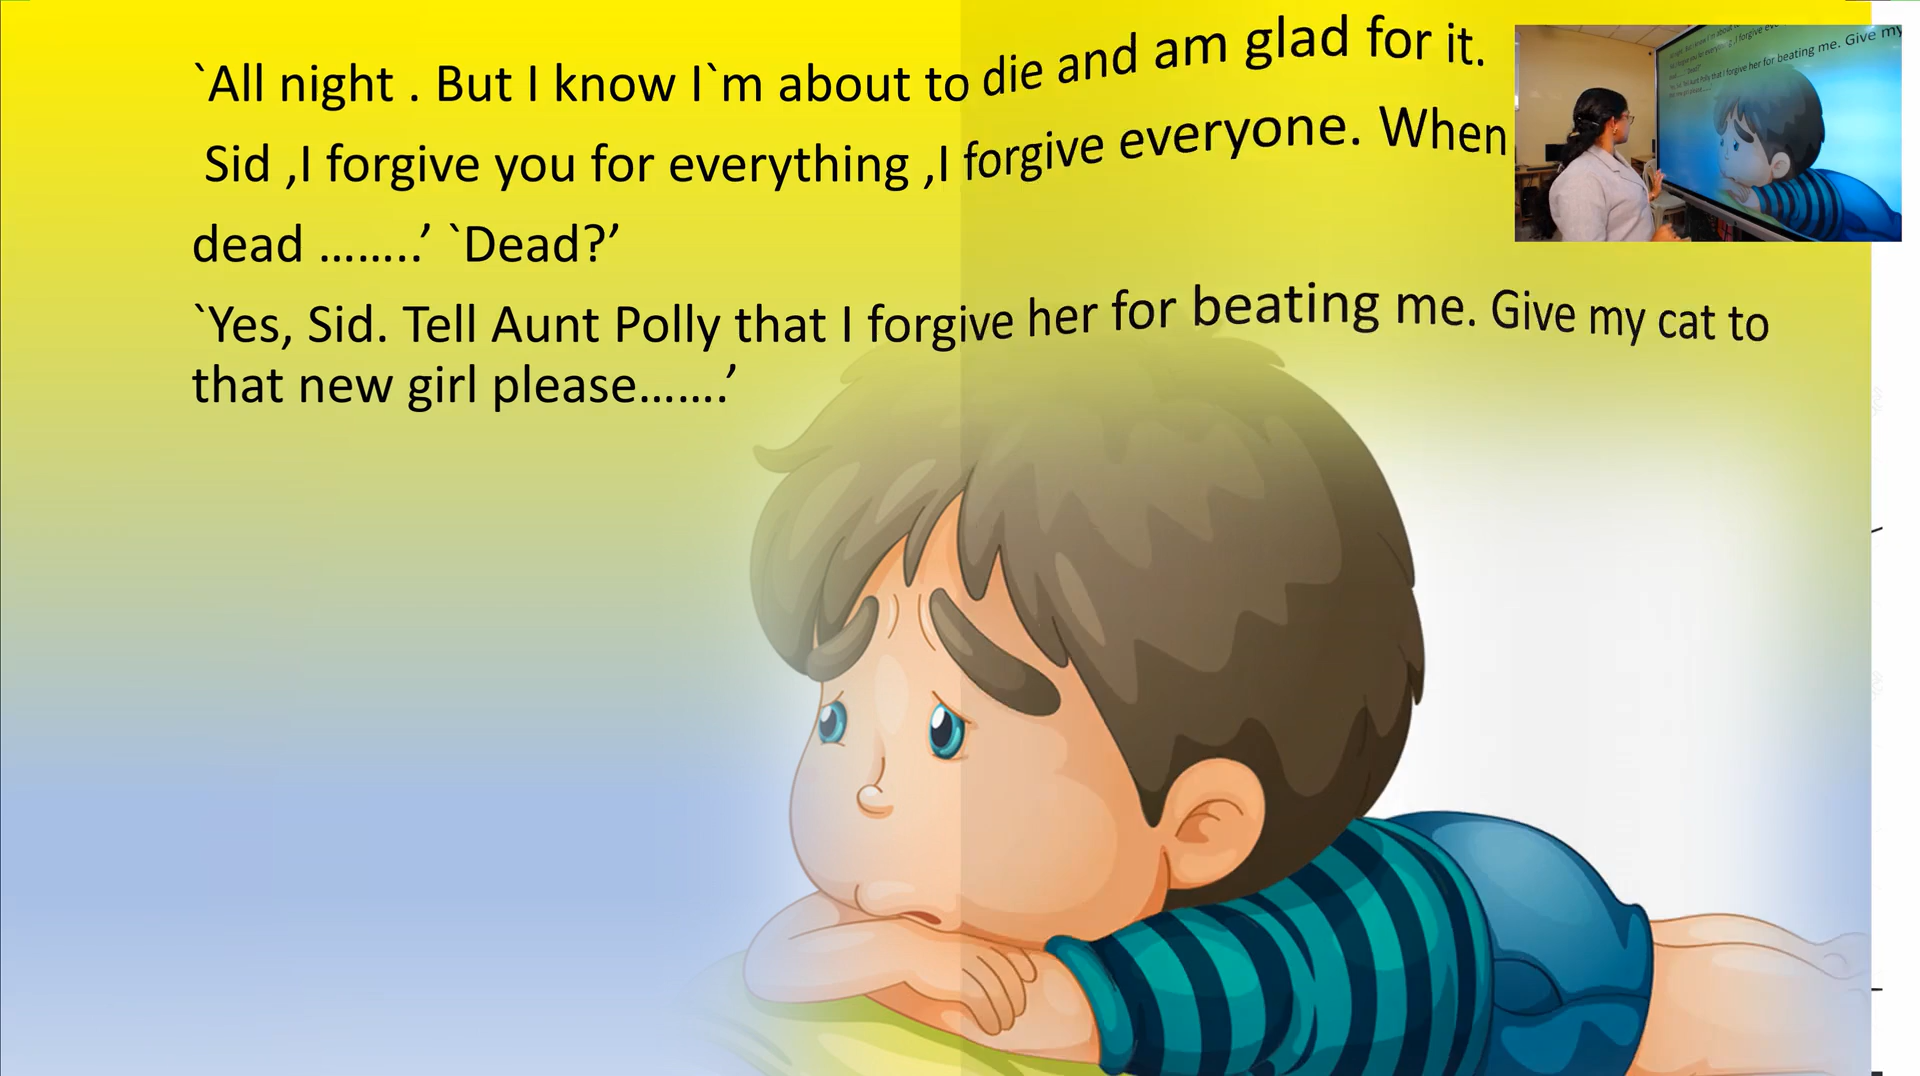 `All night . But I know I`m about to die and am glad for it.
Sid ,I forgive you for everything ,I forgive everyone. When
dead ……..’ `Dead?’
`Yes, Sid. Tell Aunt Polly that I forgive her for beating me. Give my cat to
that new girl please…….’